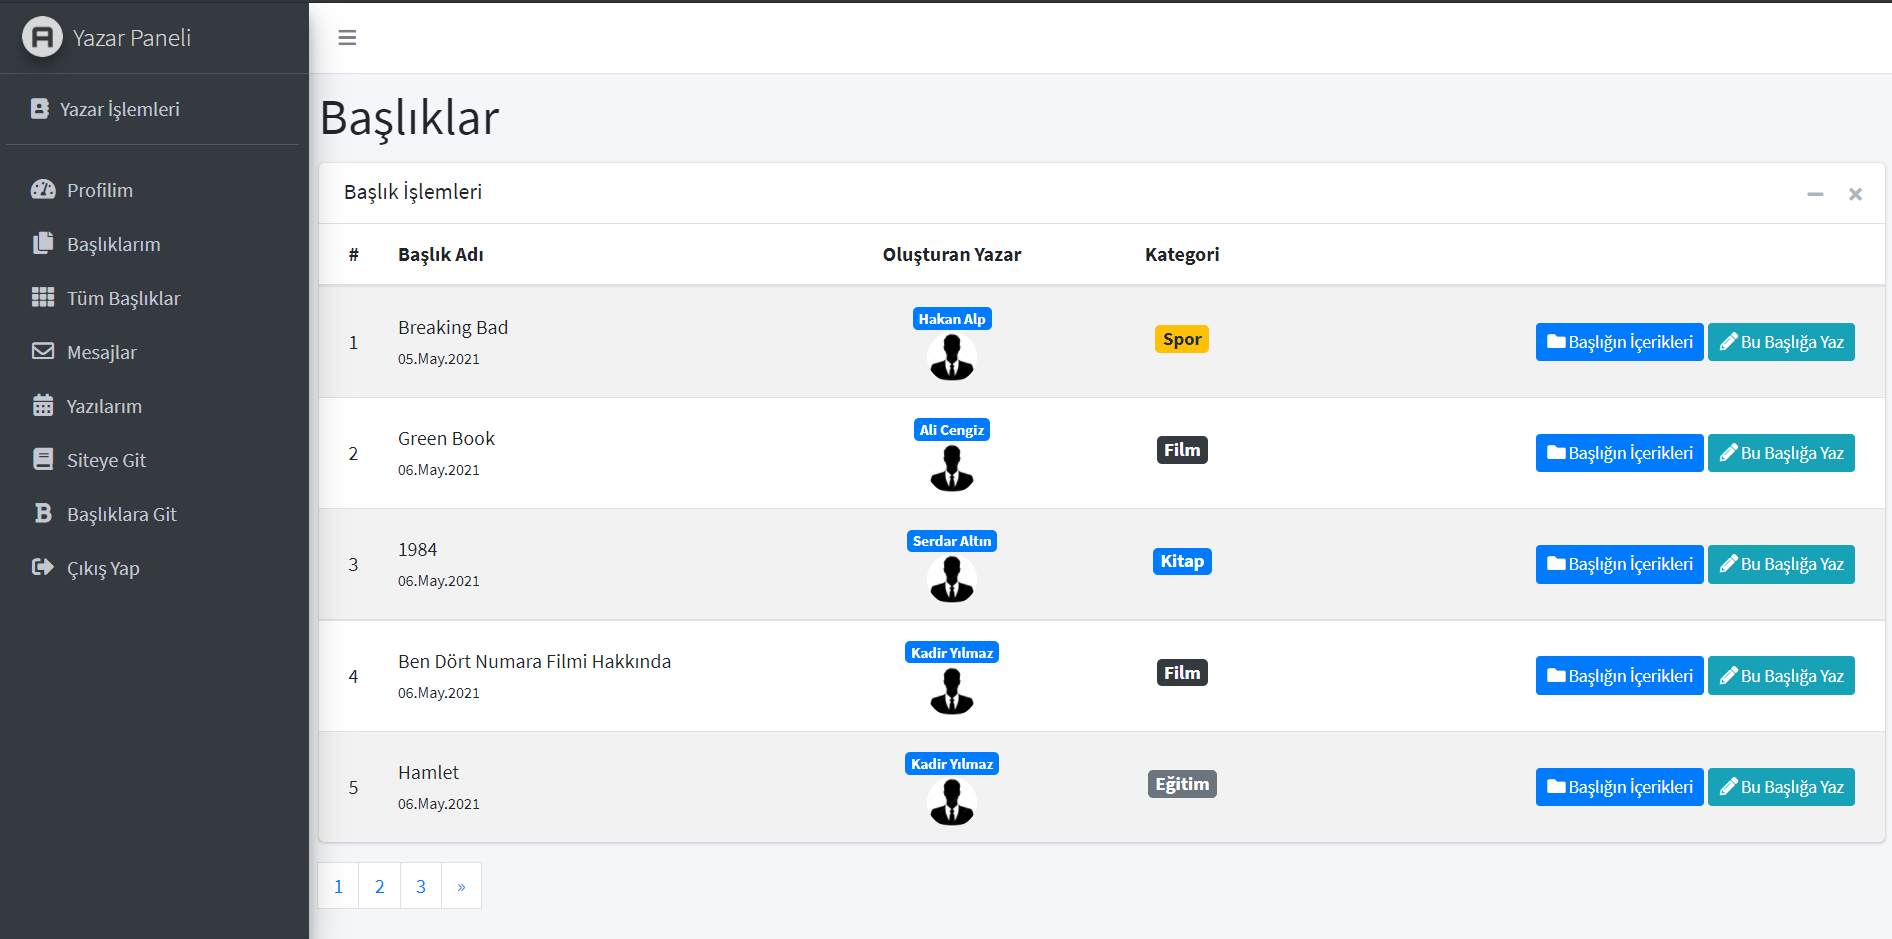 Yazar Paneli
Yazar İşlemleri
Profilim
Başlıklarım
Tüm Başlıklar
Mesajlar
Yazılarım
Siteye Git
Başlıklara Git
Çıkış Yap
Başlıklar
Başlık İşlemleri
# Başlık Adı Oluşturan Yazar Kategori
1 Breaking Bad 05.May.2021 Hakan Alp Spor Başlığın İçerikleri Bu Başlığa Yaz
2 Green Book 06.May.2021 Ali Cengiz Film Başlığın İçerikleri Bu Başlığa Yaz
3 1984 06.May.2021 Serdar Altın Kitap Başlığın İçerikleri Bu Başlığa Yaz
4 Ben Dört Numara Filmi Hakkında 06.May.2021 Kadir Yılmaz Film Başlığın İçerikleri Bu Başlığa Yaz
5 Hamlet 06.May.2021 Kadir Yılmaz Eğitim Başlığın İçerikleri Bu Başlığa Yaz
1 2 3 »